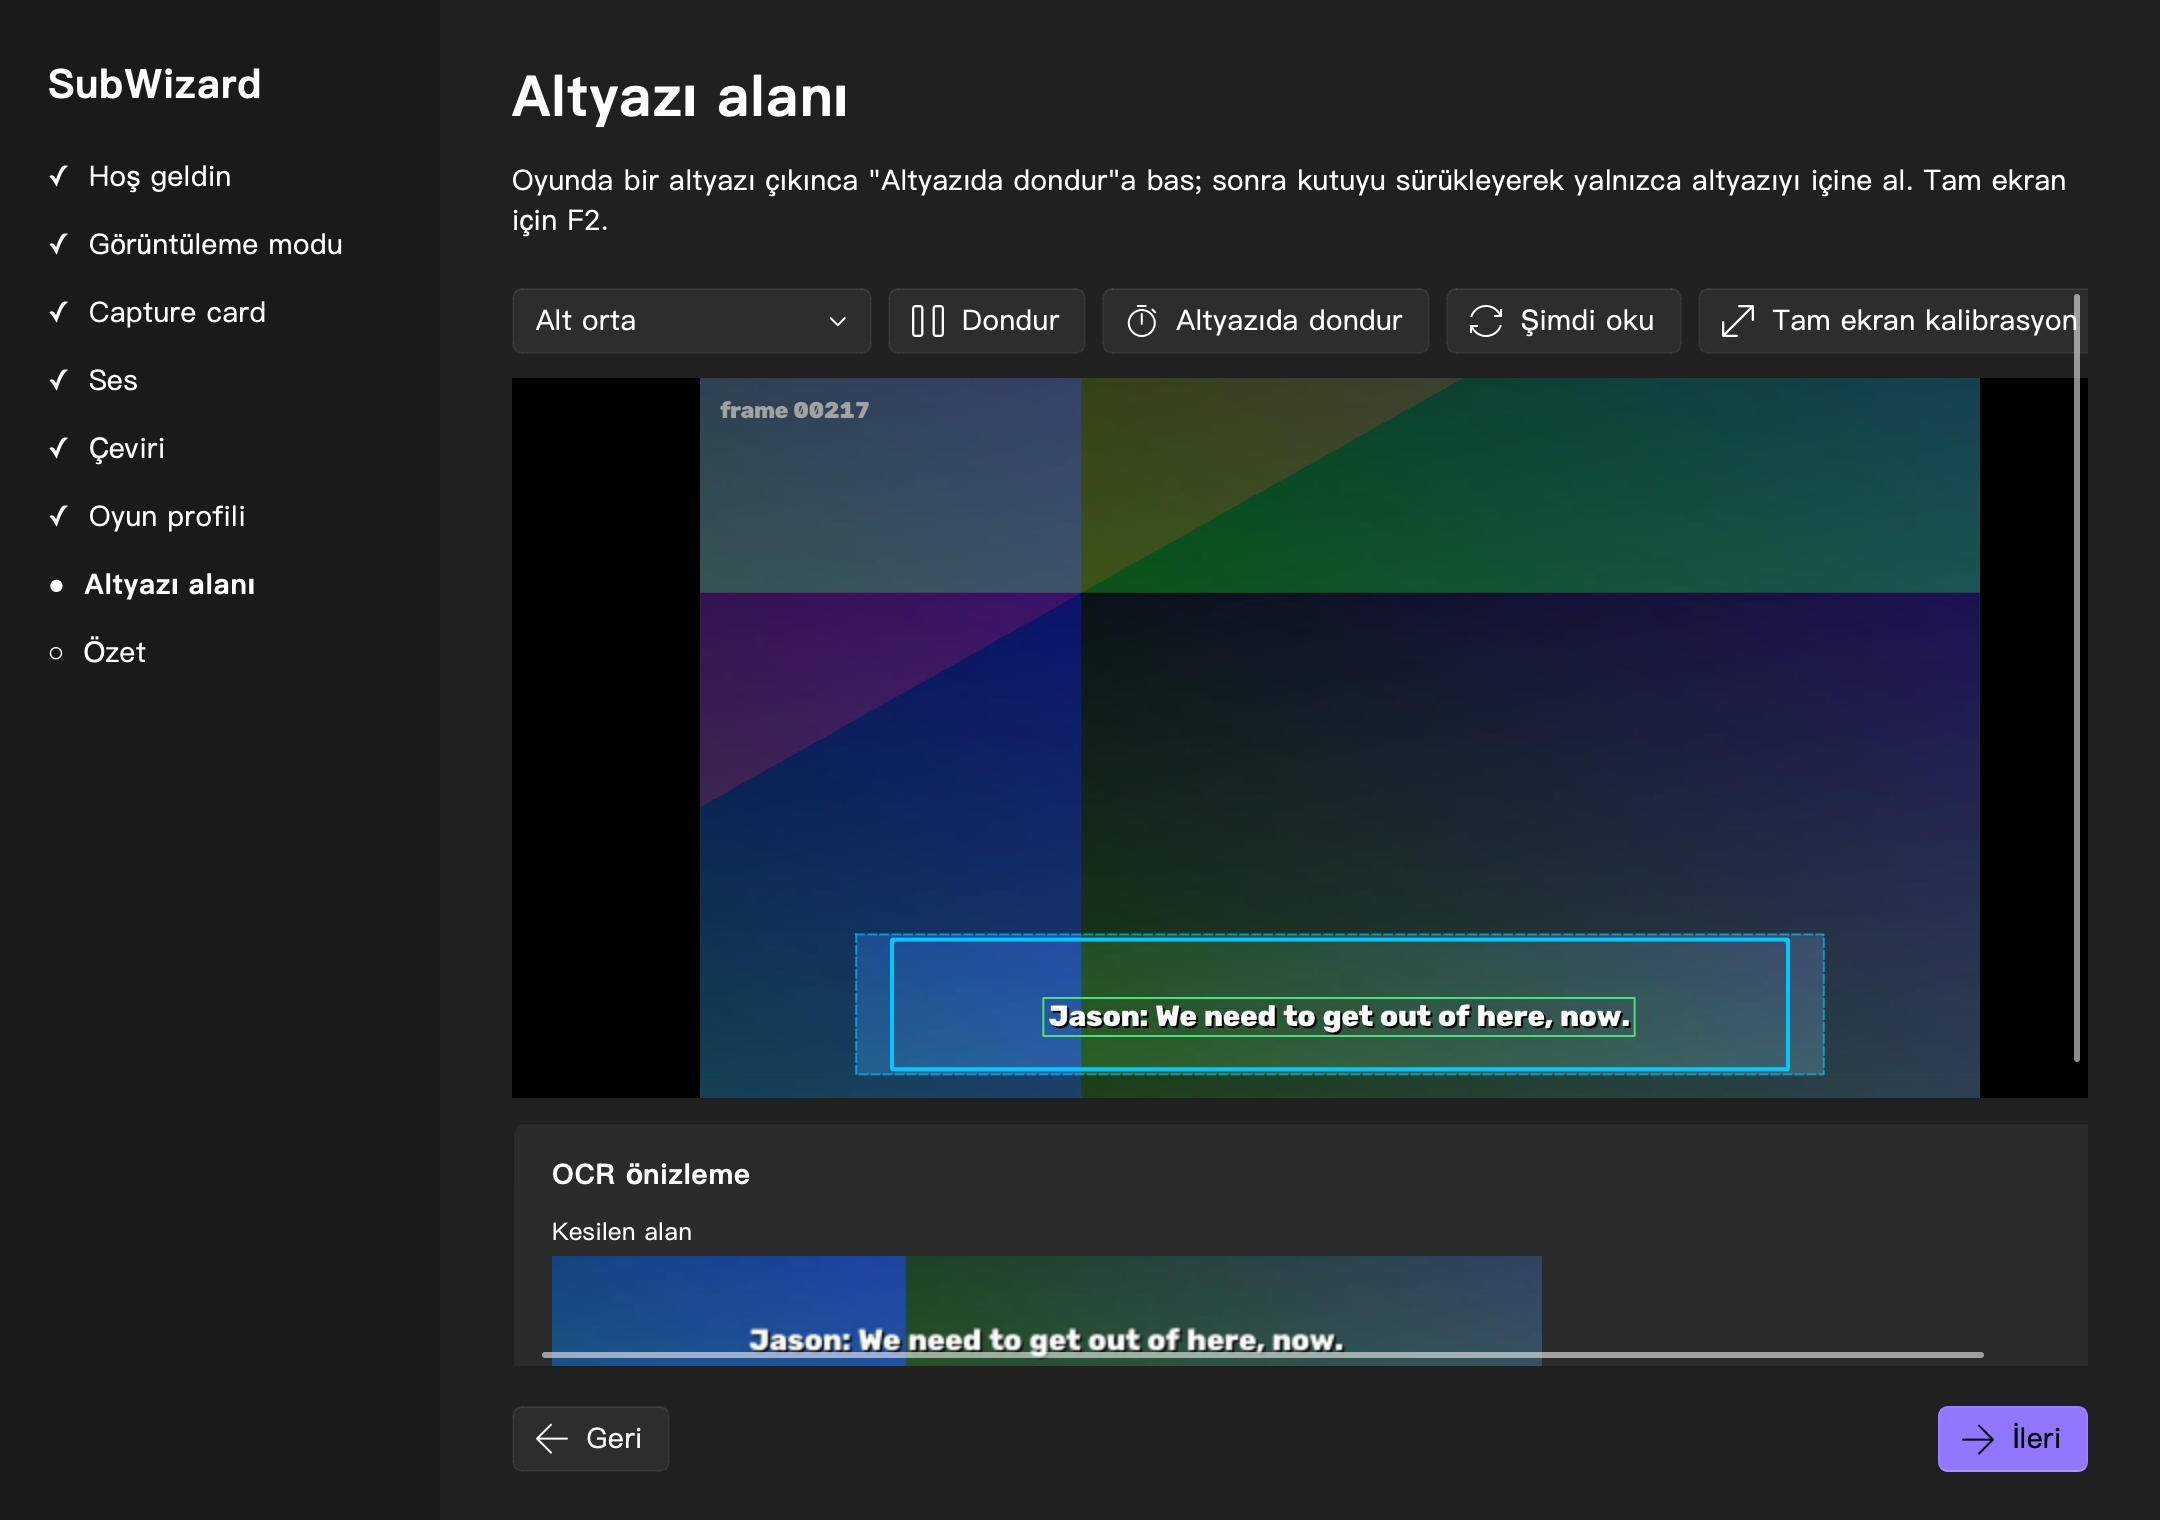 SubWizard
✓ Hoş geldin
✓ Görüntüleme modu
✓ Capture card
✓ Ses
✓ Çeviri
✓ Oyun profili
● Altyazı alanı
○ Özet
Altyazı alanı
Oyunda bir altyazı çıkınca "Altyazıda dondur"a bas; sonra kutuyu sürükleyerek yalnızca altyazıyı içine al. Tam ekran
için F2.
Alt orta
Dondur
Altyazıda dondur
Şimdi oku
Tam ekran kalibrasyon
frame 00217
Jason: We need to get out of here, now.
OCR önizleme
Kesilen alan
Jason: We need to get out of here, now.
Geri
İleri